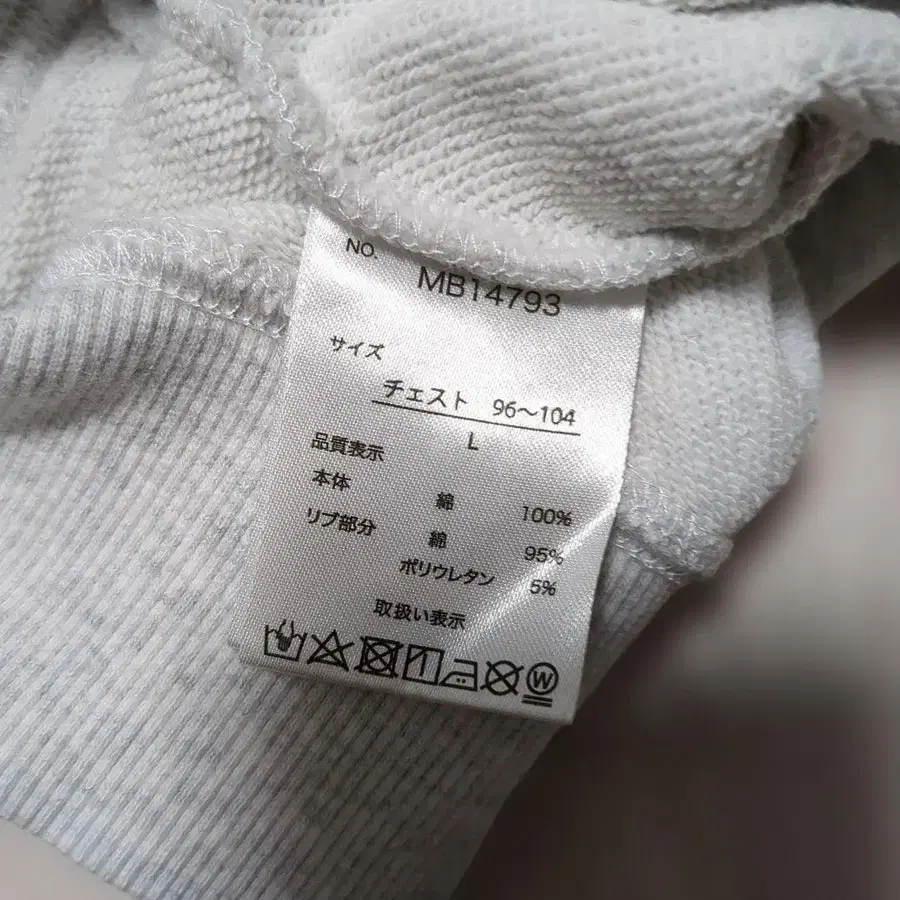 NO.
MB14793
サイズ
チェスト 96～104
L
品質表示
本体 綿 100%
リブ部分 綿 95%
ポリウレタン 5%
取扱い表示
W